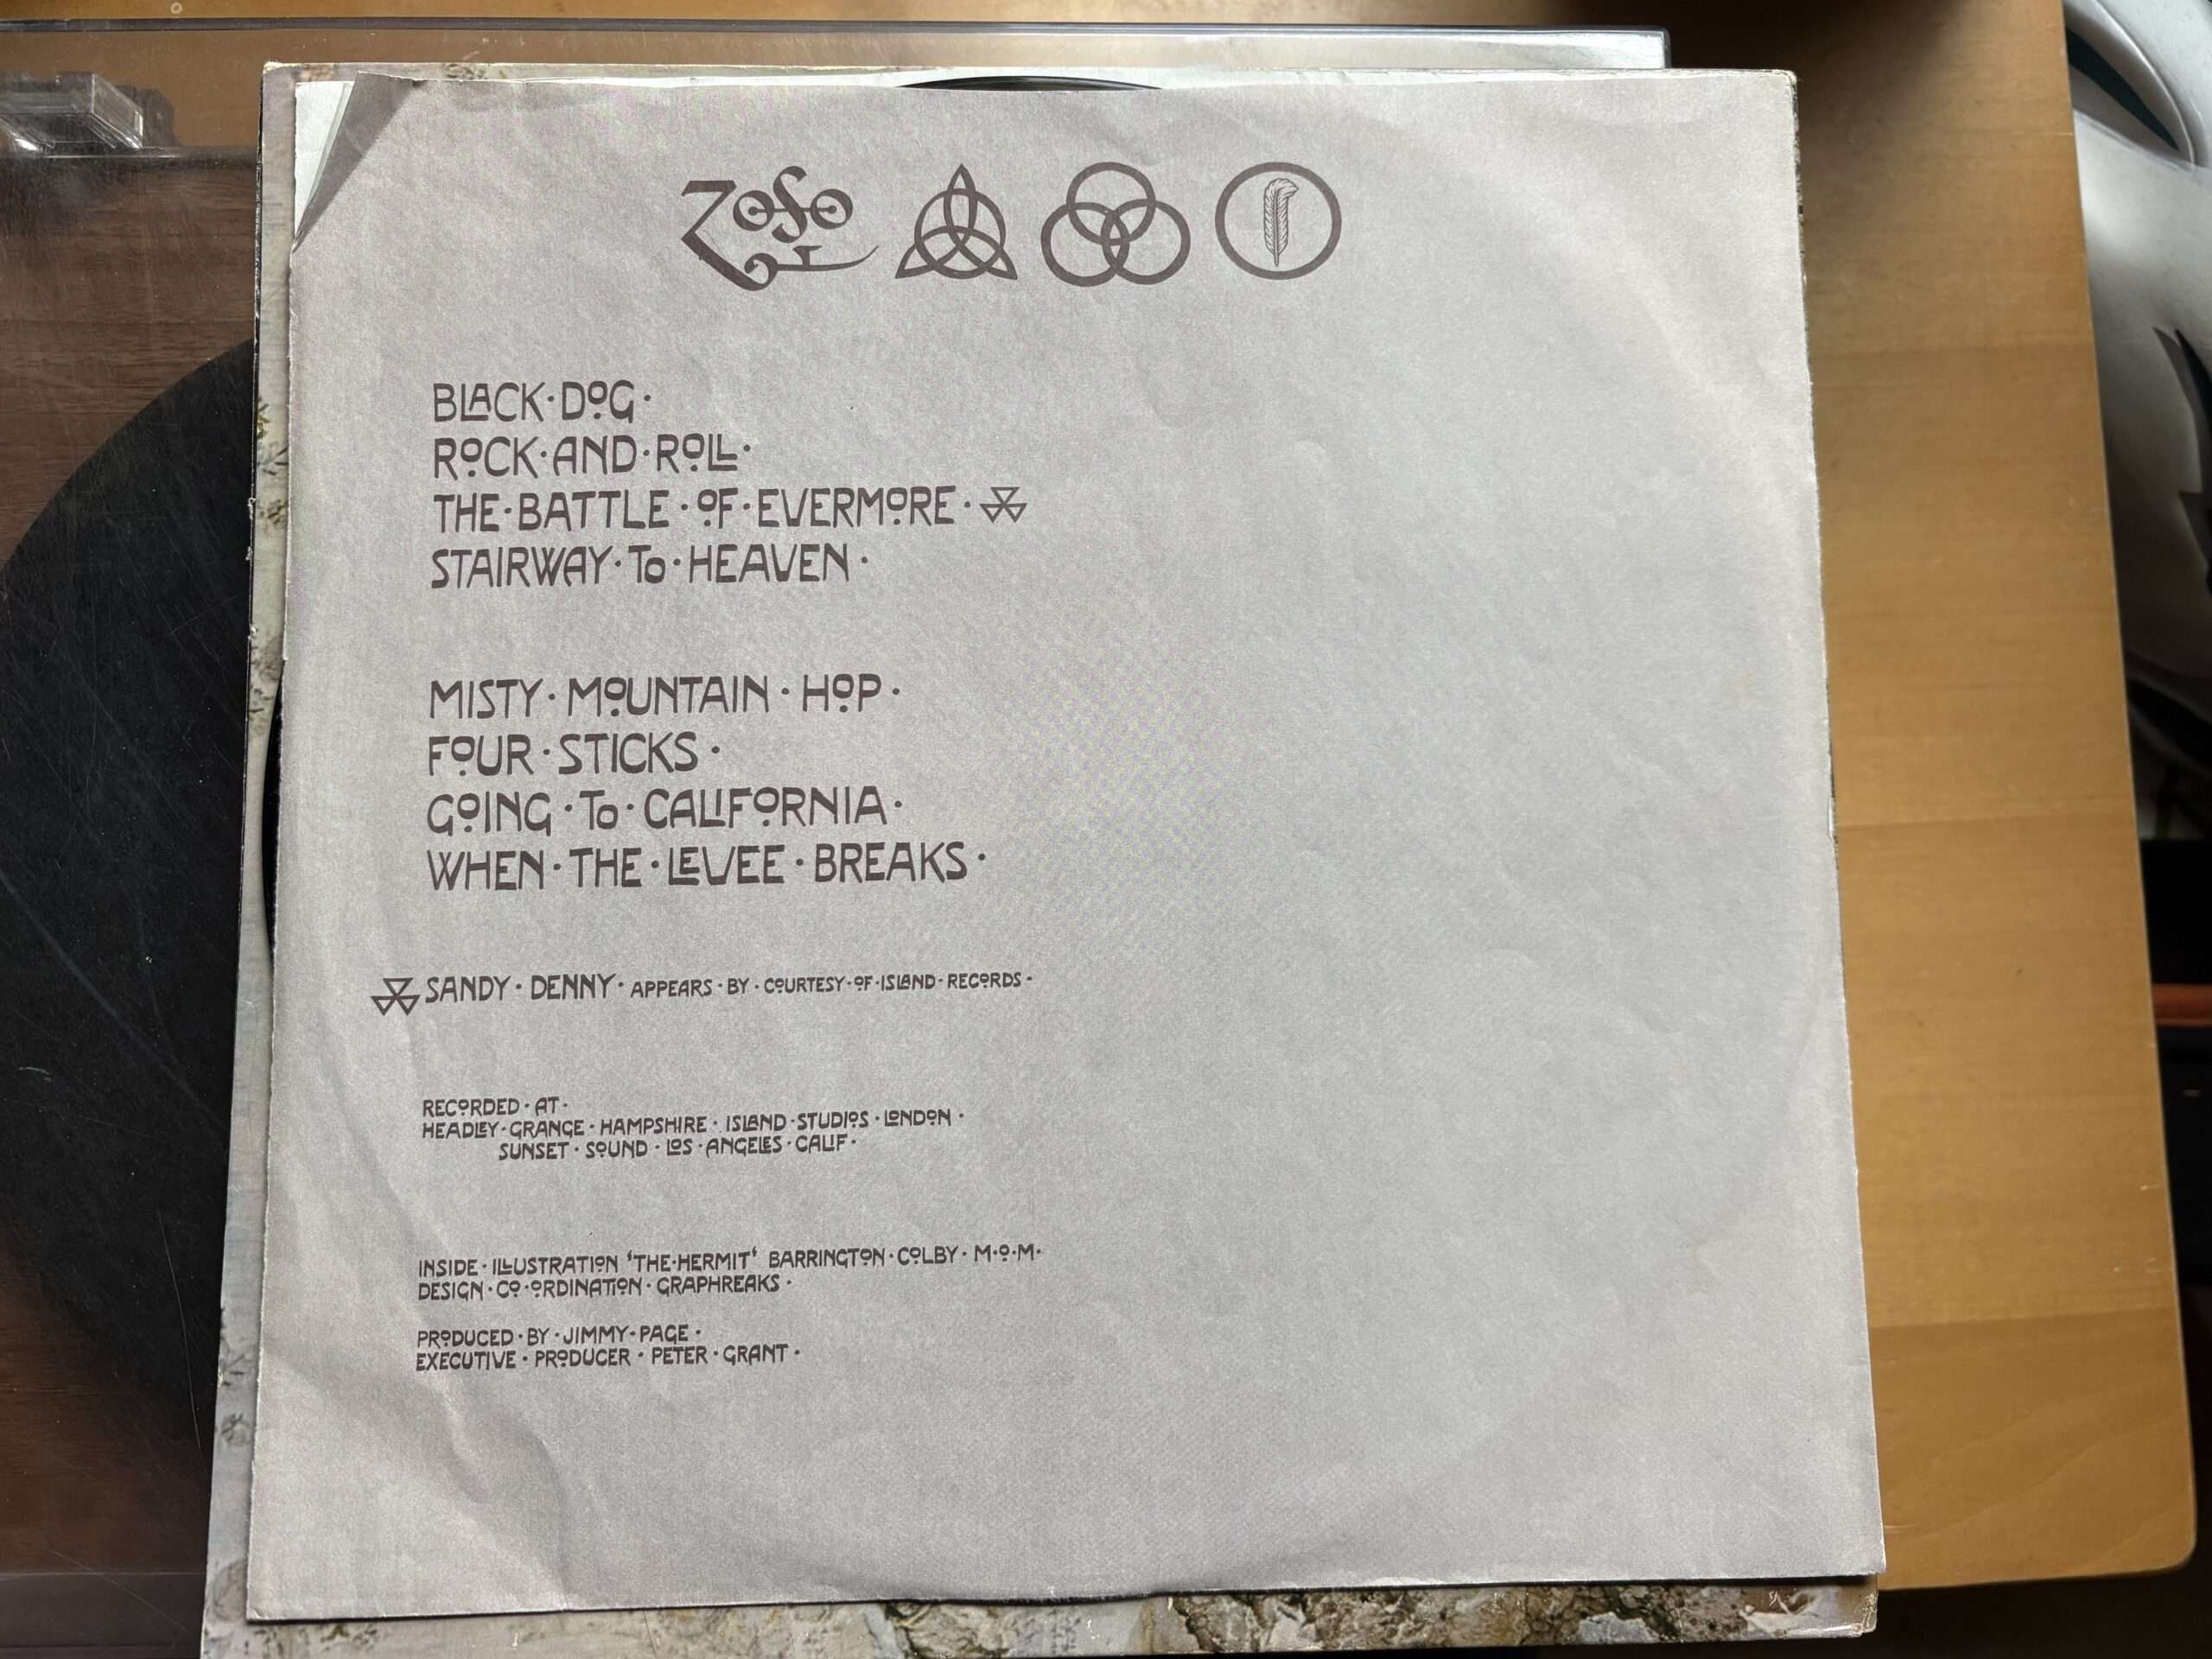 ZOSO
BLACK·DOG·
ROCK·AND·ROLL·
THE·BATTLE·OF·EVERMORE·
STAIRWAY·To·HEAVEN·
MISTY·MOUNTAIN·HOP·
FOUR·STICKS·
GOING·To·CALIFORNIA·
WHEN·THE·LEVEE·BREAKS·
SANDY·DENNY·APPEARS·BY·COURTESY·OF·ISLAND·RECORDS·
RECORDED·AT·
HEADLEY·GRANGE·HAMPSHIRE·ISLAND·STUDIOS·LONDON·
SUNSET·SOUND·LOS·ANGELES·CALIF·
INSIDE·ILLUSTRATION 'THE·HERMIT' BARRINGTON·COLBY·M·O·M·
DESIGN·CO·ORDINATION·GRAPHREAKS·
PRODUCED·BY·JIMMY·PAGE·
EXECUTIVE·PRODUCER·PETER·GRANT·